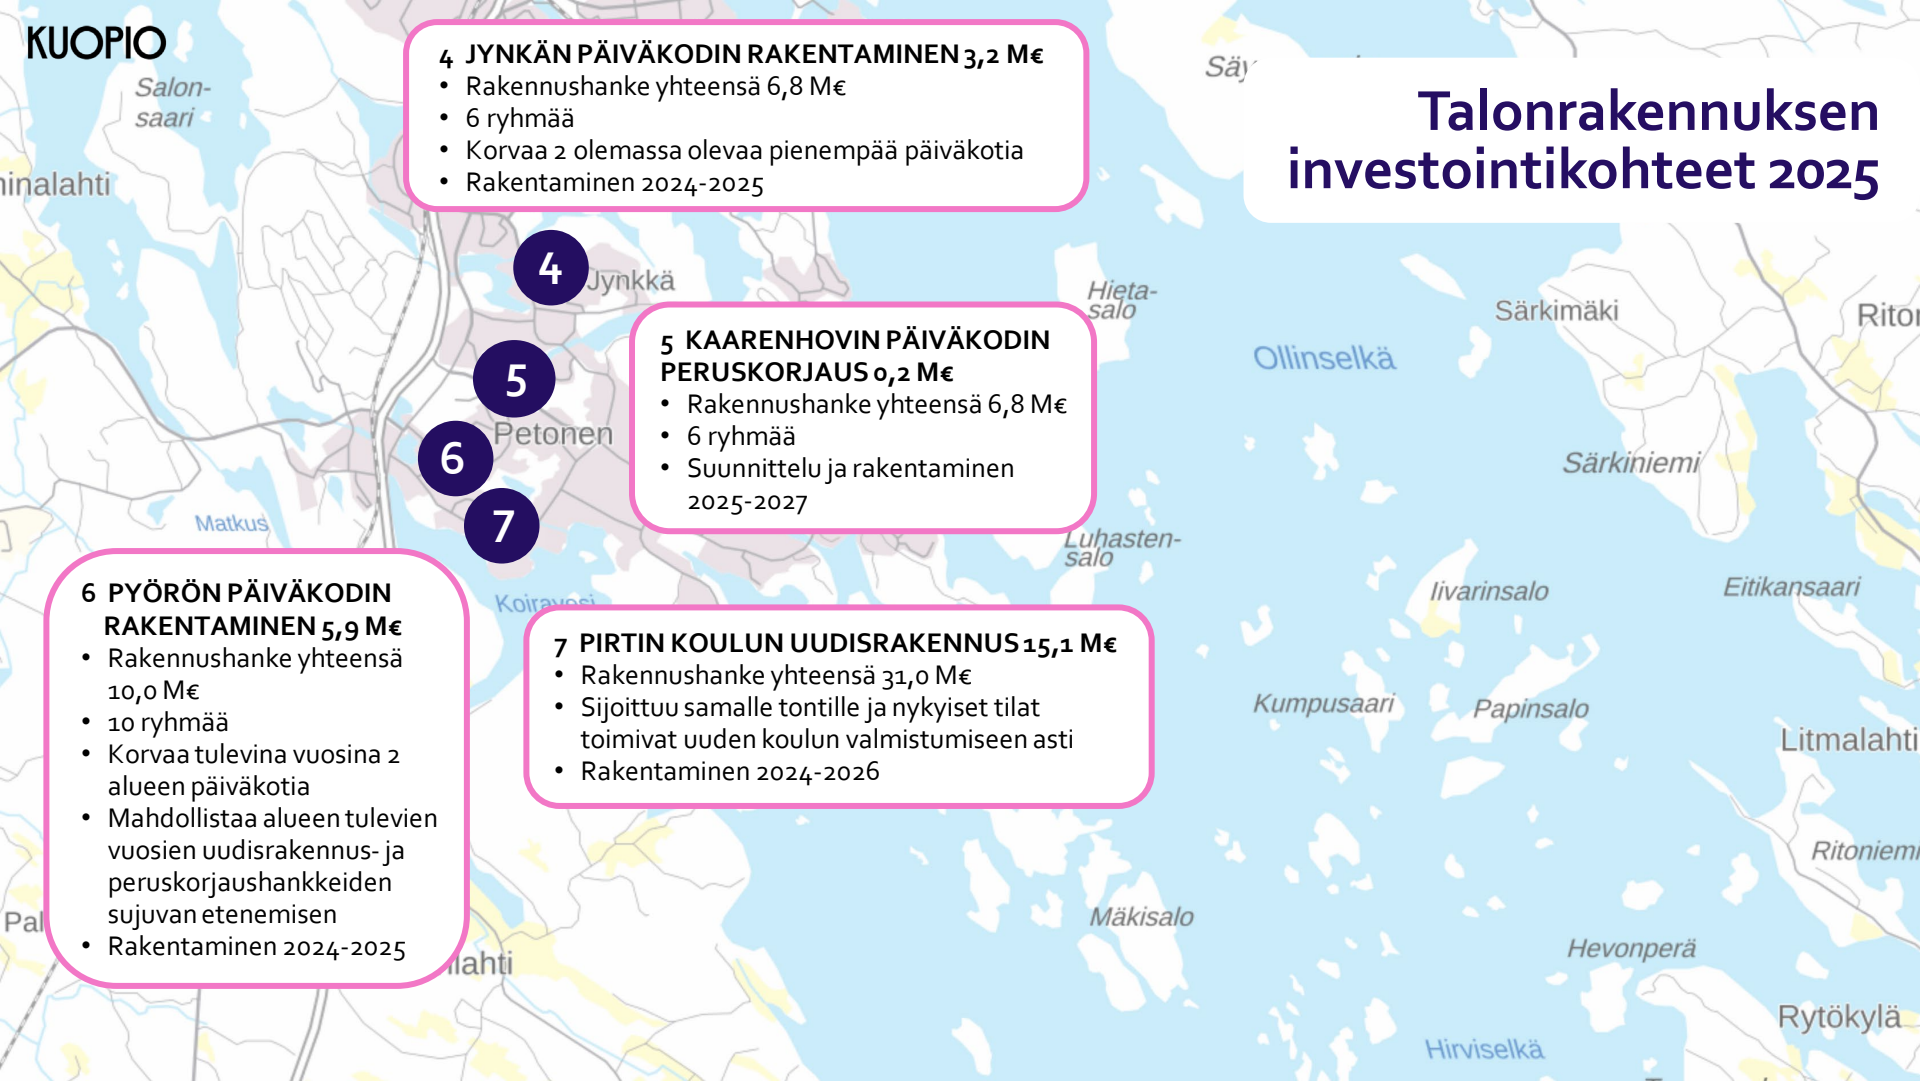 KUOPIO
Talonrakennuksen
investointikohteet 2025
4 JYNKÄN PÄIVÄKODIN RAKENTAMINEN 3,2 M€
• Rakennushanke yhteensä 6,8 M€
• 6 ryhmää
• Korvaa 2 olemassa olevaa pienempää päiväkotia
• Rakentaminen 2024-2025
5 KAARENHOVIN PÄIVÄKODIN
PERUSKORJAUS 0,2 M€
• Rakennushanke yhteensä 6,8 M€
• 6 ryhmää
• Suunnittelu ja rakentaminen
2025-2027
6 PYÖRÖN PÄIVÄKODIN
RAKENTAMINEN 5,9 M€
• Rakennushanke yhteensä
10,0 M€
• 10 ryhmää
• Korvaa tulevina vuosina 2
alueen päiväkotia
• Mahdollistaa alueen tulevien
vuosien uudisrakennus- ja
peruskorjaushankkeiden
sujuvan etenemisen
• Rakentaminen 2024-2025
7 PIRTIN KOULUN UUDISRAKENNUS 15,1 M€
• Rakennushanke yhteensä 31,0 M€
• Sijoittuu samalle tontille ja nykyiset tilat
toimivat uuden koulun valmistumiseen asti
• Rakentaminen 2024-2026
4
5
6
7
Salon-
saari
inalahti
Jynkkä
Petonen
Matkus
Hieta-
salo
Ollinselkä
Särkimäki
Särkiniemi
Luhasten-
salo
Iivarinsalo
Eitikansaari
Kumpusaari
Papinsalo
Litmalahti
Ritoniemi
Mäkisalo
Hevonperä
Rytökylä
Hirviselkä
lahti
Pal
Ritor